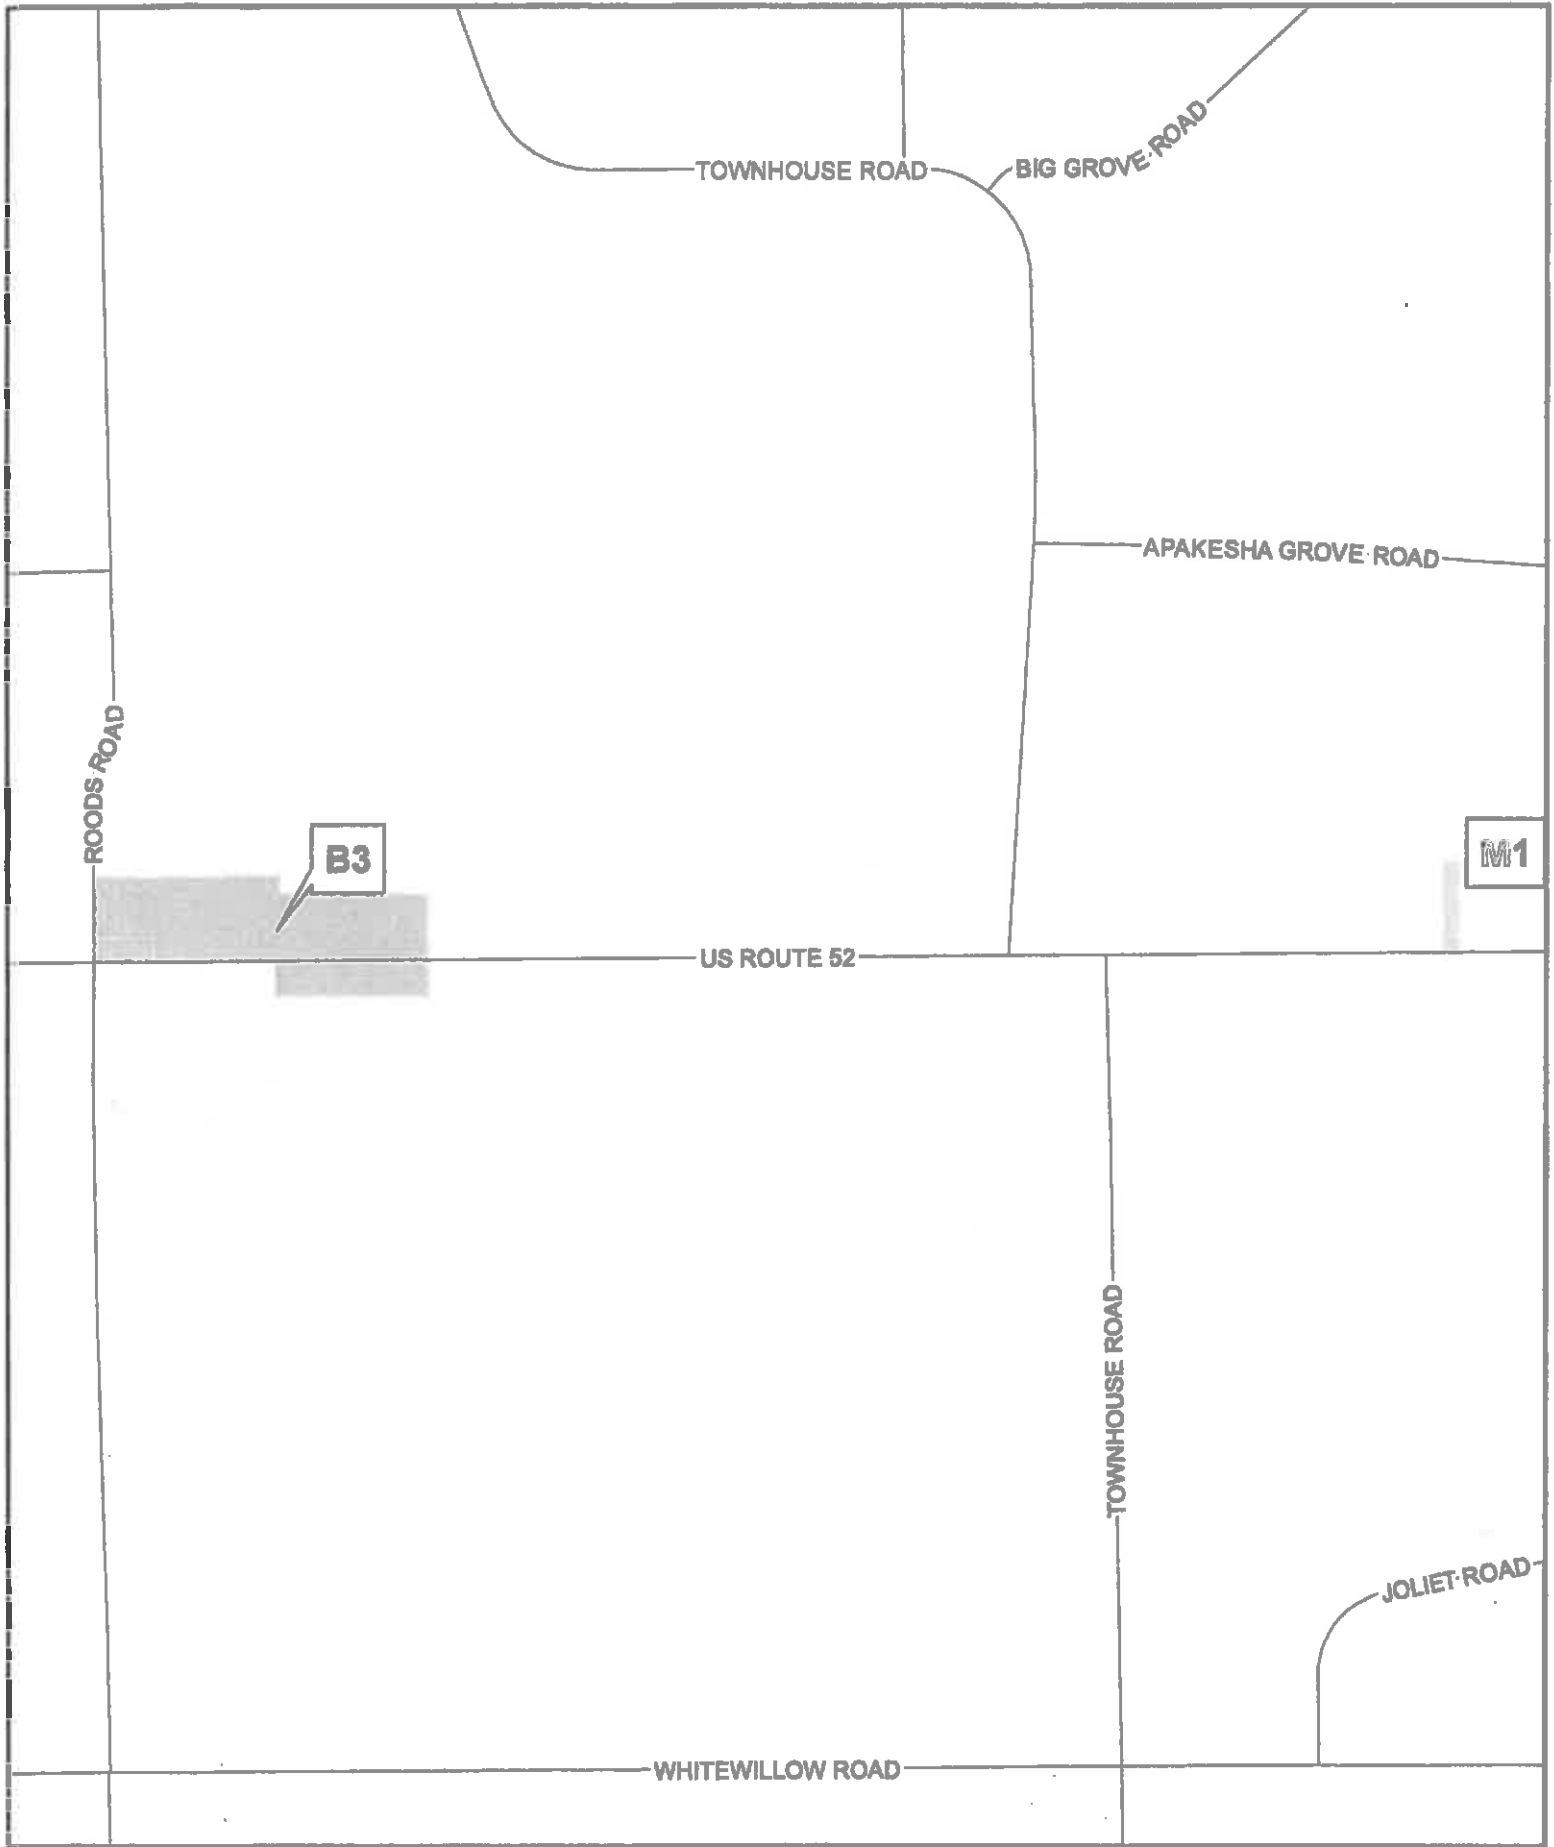 TOWNHOUSE ROAD
BIG GROVE ROAD
APAKESHA GROVE ROAD
ROODS ROAD
B3
M1
US ROUTE 52
TOWNHOUSE ROAD
JOLIET ROAD
WHITEWILLOW ROAD